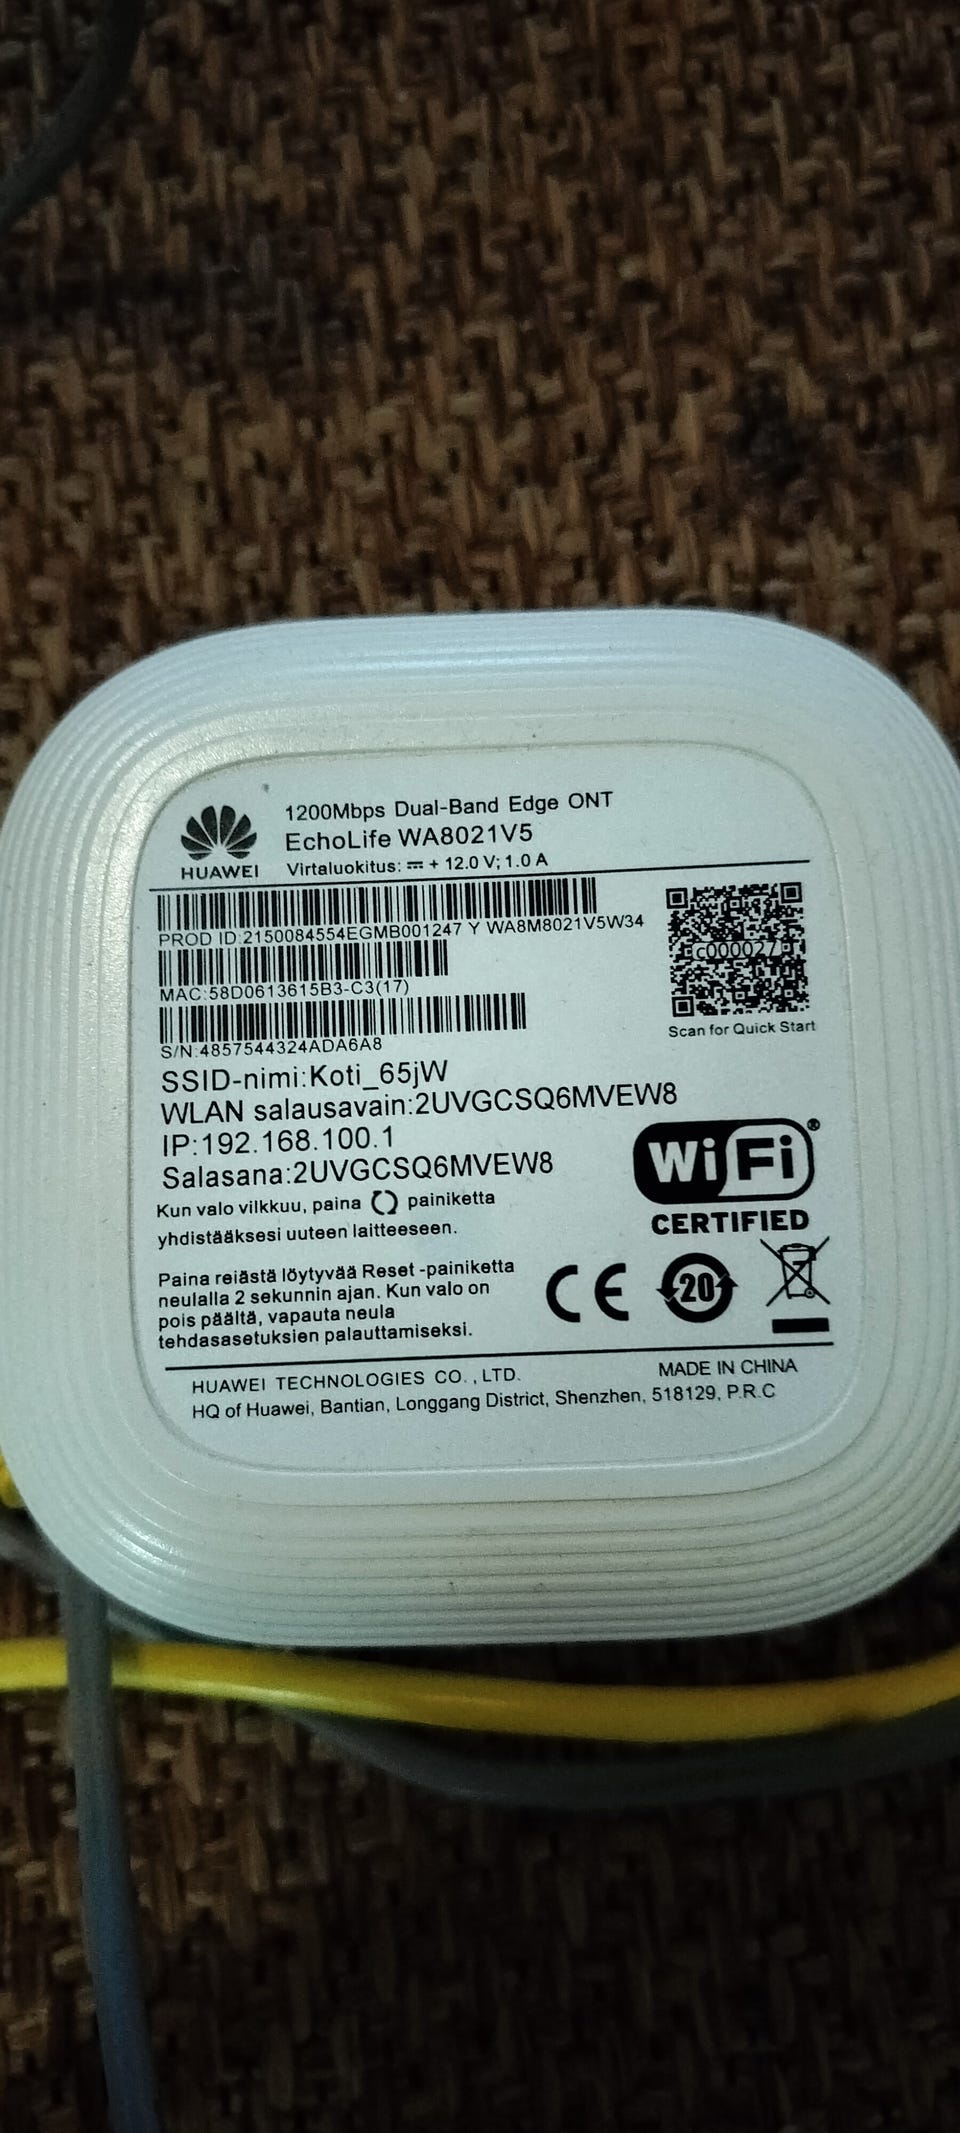 HUAWEI
1200Mbps Dual-Band Edge ONT
EchoLife WA8021V5
Virtaluokitus: ⎓ + 12.0 V; 1.0 A
PROD ID:2150084554EGMB001247 Y WA8M8021V5W34
MAC:58D0613615B3-C3(17)
S/N:4857544324ADA6A8
c000027
Scan for Quick Start
SSID-nimi:Koti_65jW
WLAN salausavain:2UVGCSQ6MVEW8
IP:192.168.100.1
Salasana:2UVGCSQ6MVEW8
Kun valo vilkkuu, paina painiketta
yhdistääksesi uuteen laitteeseen.
Wi Fi®
CERTIFIED
Paina reiästä löytyvää Reset -painiketta
neulalla 2 sekunnin ajan. Kun valo on
pois päältä, vapauta neula
tehdasasetuksien palauttamiseksi.
CE
20
HUAWEI TECHNOLOGIES CO., LTD.
MADE IN CHINA
HQ of Huawei, Bantian, Longgang District, Shenzhen, 518129, P.R.C